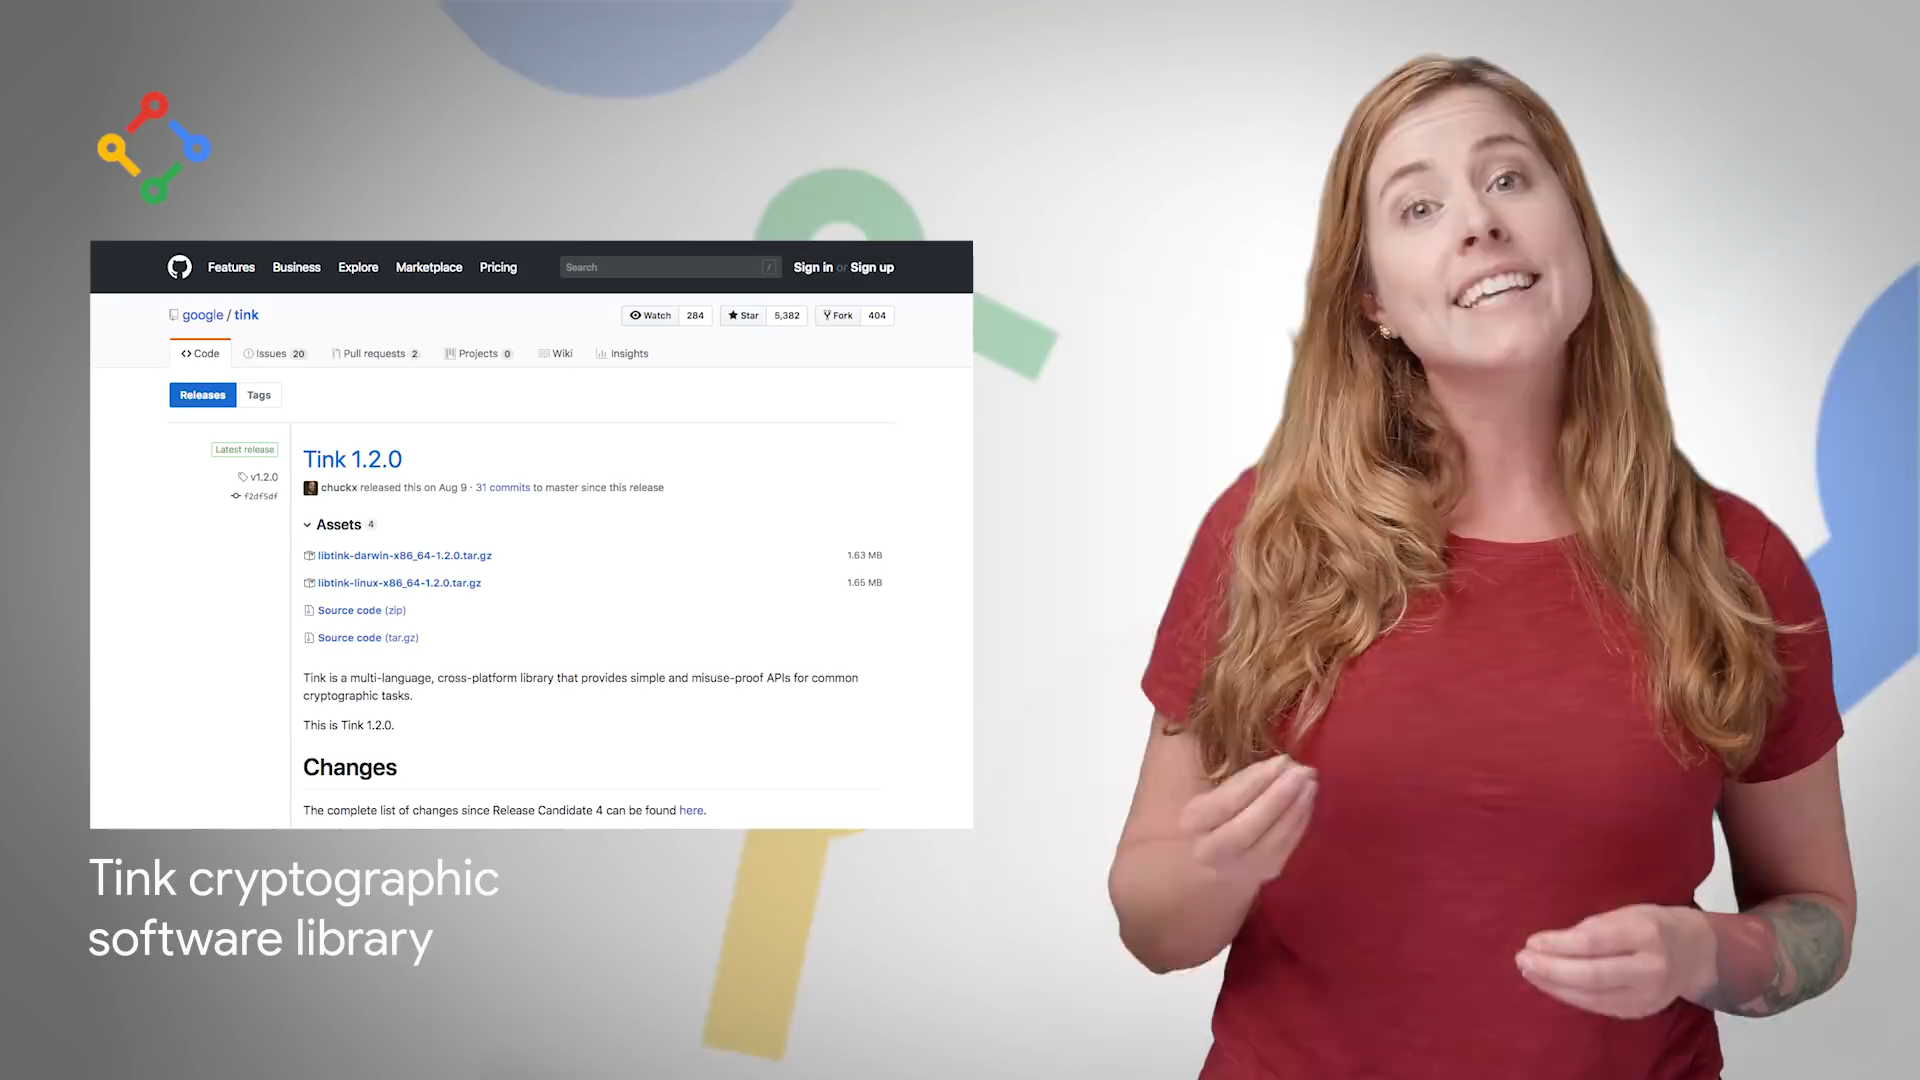 Features Business Explore Marketplace Pricing Search / Sign in or Sign up
google / tink Watch 284 Star 5,382 Fork 404
Code Issues 20 Pull requests 2 Projects 0 Wiki Insights
Releases Tags
Latest release
v1.2.0
f2df5df
Tink 1.2.0
chuckx released this on Aug 9 · 31 commits to master since this release
Assets 4
libtink-darwin-x86_64-1.2.0.tar.gz 1.63 MB
libtink-linux-x86_64-1.2.0.tar.gz 1.65 MB
Source code (zip)
Source code (tar.gz)
Tink is a multi-language, cross-platform library that provides simple and misuse-proof APIs for common
cryptographic tasks.
This is Tink 1.2.0.
Changes
The complete list of changes since Release Candidate 4 can be found here.
Tink cryptographic
software library